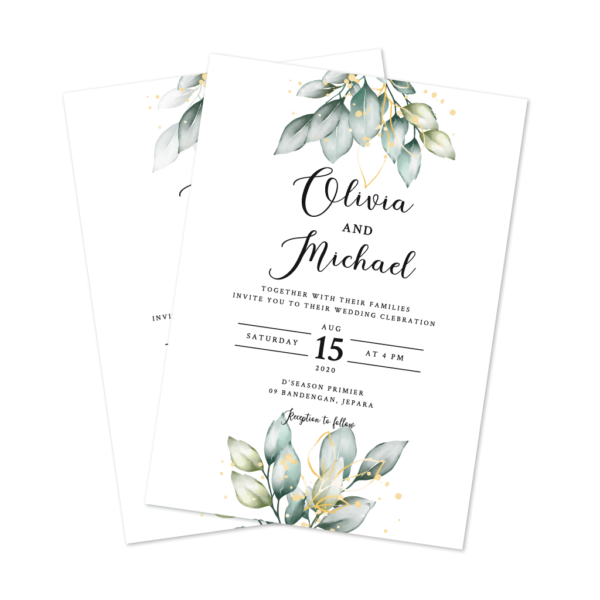 Olivia
AND
Michael
TOGETHER WITH THEIR FAMILIES
INVITE YOU TO THEIR WEDDING CLEBRATION
AUG
SATURDAY 15 AT 4 PM
2020
D'SEASON PRIMIER
09 BANDENGAN, JEPARA
Reception to follow
INVI